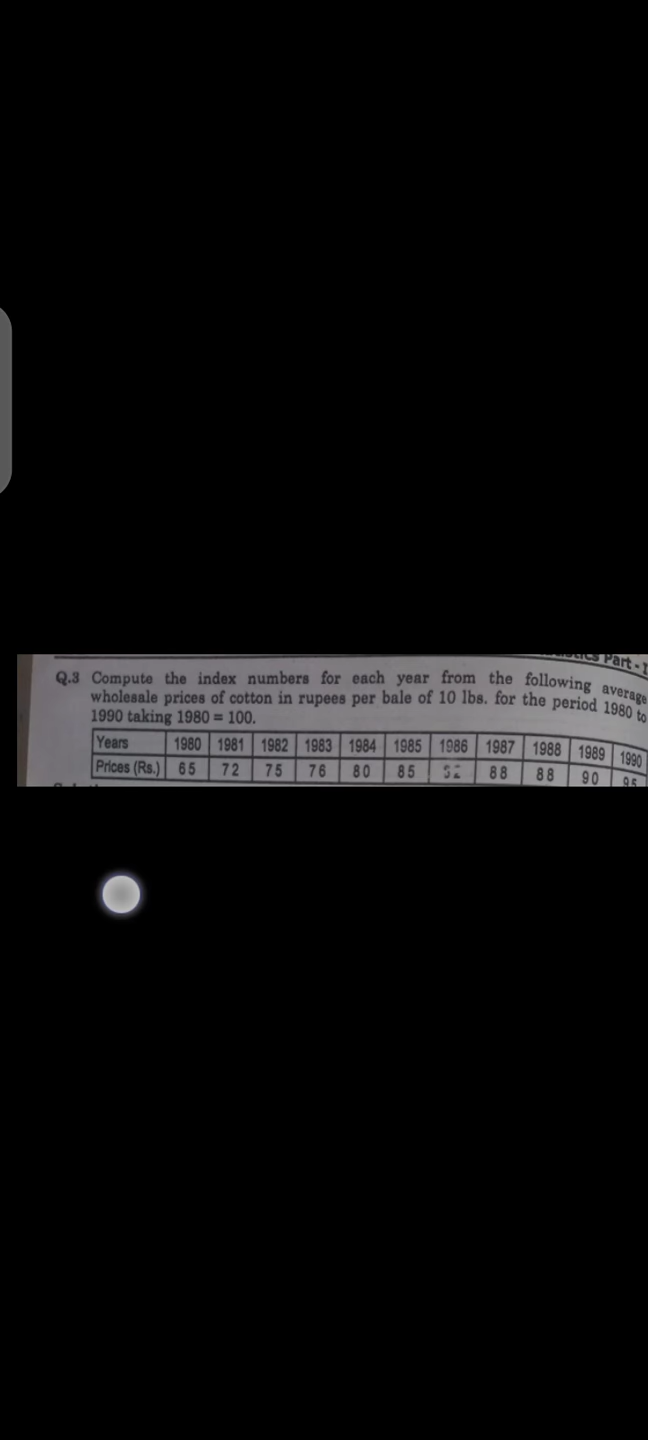 Part - I
Q.3 Compute the index numbers for each year from the following average
wholesale prices of cotton in rupees per bale of 10 lbs. for the period 1980 to
1990 taking 1980 = 100.
Years 1980 1981 1982 1983 1984 1985 1986 1987 1988 1989 1990
Prices (Rs.) 65 72 75 76 80 85 88 88 90 95